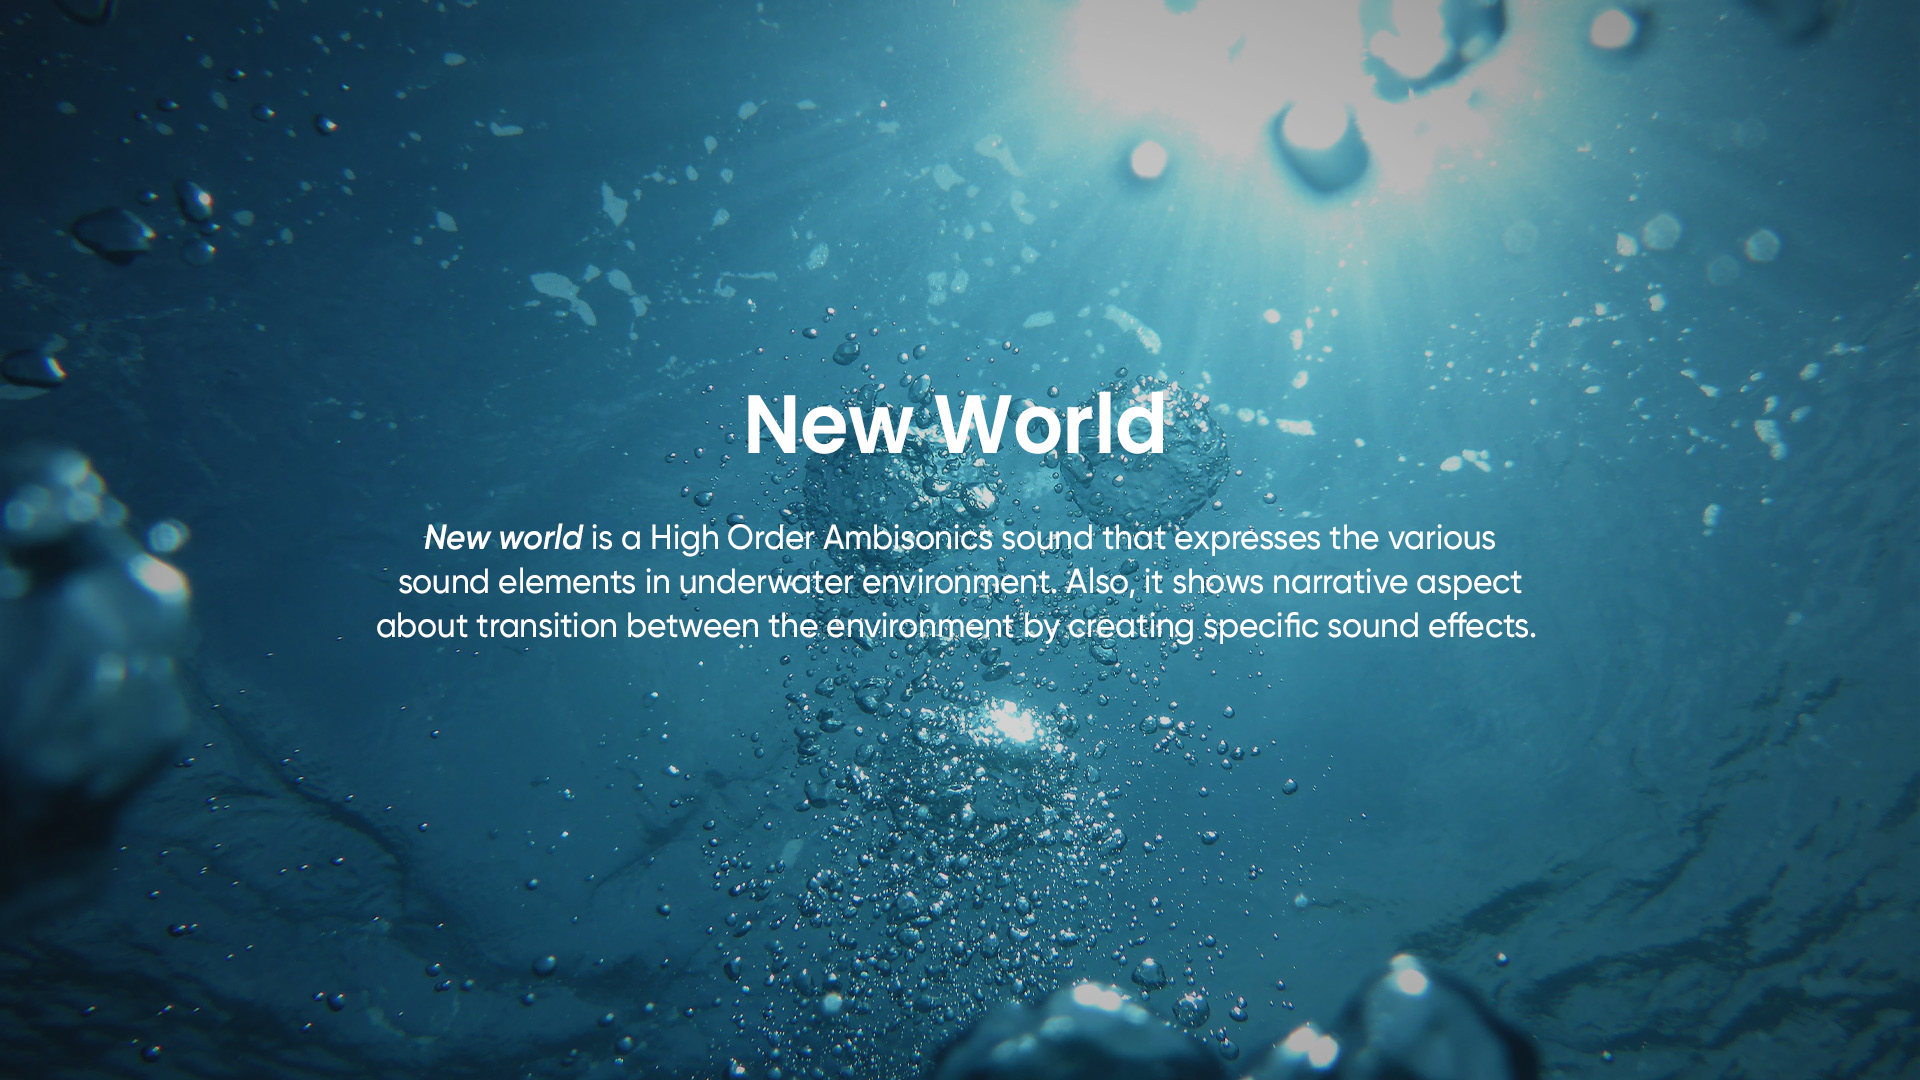 New World
New world is a High Order Ambisonics sound that expresses the various
sound elements in underwater environment. Also, it shows narrative aspect
about transition between the environment by creating specific sound effects.